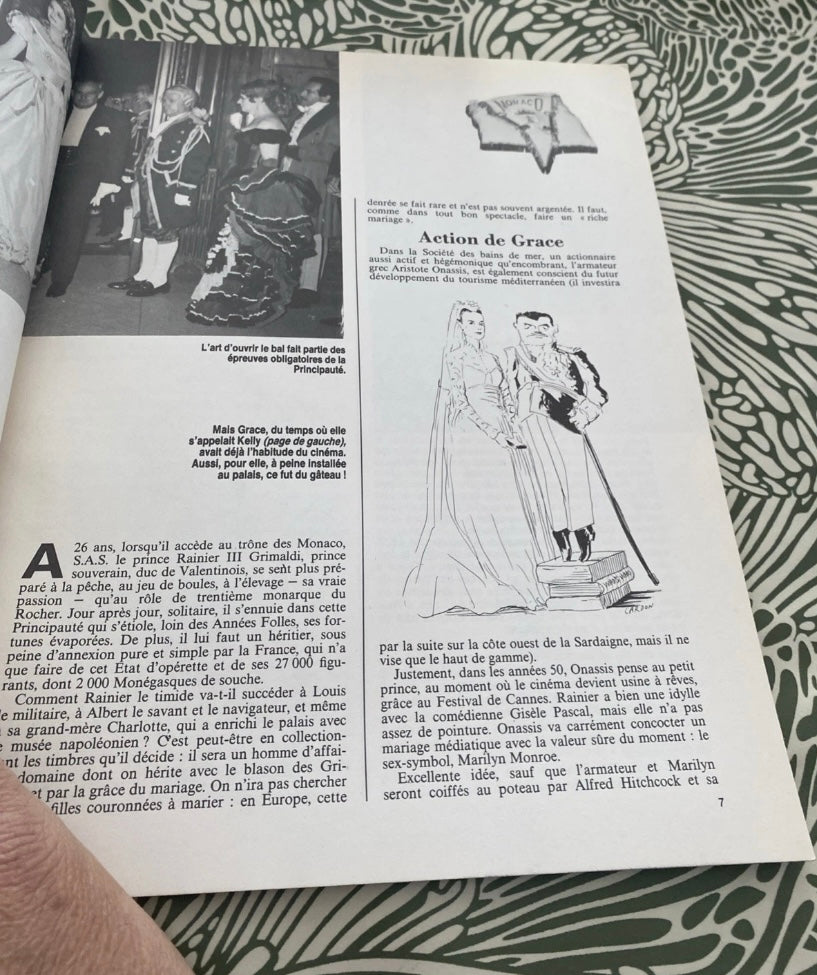 L'art d'ouvrir le bal fait partie des
épreuves obligatoires de la
Principauté.
Mais Grace, du temps où elle
s'appelait Kelly (page de gauche),
avait déjà l'habitude du cinéma.
Aussi, pour elle, à peine installée
au palais, ce fut du gâteau !
A 26 ans, lorsqu'il accède au trône des Monaco,
S.A.S. le prince Rainier III Grimaldi, prince
souverain, duc de Valentinois, se sent plus pré-
paré à la pêche, au jeu de boules, à l'élevage — sa vraie
passion — qu'au rôle de trentième monarque du
Rocher. Jour après jour, solitaire, il s'ennuie dans cette
Principauté qui s'étiole, loin des Années Folles, ses for-
tunes évaporées. De plus, il lui faut un héritier, sous
peine d'annexion pure et simple par la France, qui n'a
que faire de cet État d'opérette et de ses 27 000 figu-
rants, dont 2 000 Monégasques de souche.
Comment Rainier le timide va-t-il succéder à Louis
le militaire, à Albert le savant et le navigateur, et même
sa grand-mère Charlotte, qui a enrichi le palais avec
musée napoléonien ? C'est peut-être en collection-
nt les timbres qu'il décide : il sera un homme d'affai-
domaine dont on hérite avec le blason des Gri-
et par la grâce du mariage. On n'ira pas chercher
filles couronnées à marier : en Europe, cette
MONACO
denrée se fait rare et n'est pas souvent argentée. Il faut,
comme dans tout bon spectacle, faire un « riche
mariage ».
Action de Grace
Dans la Société des bains de mer, un actionnaire
aussi actif et hégémonique qu'encombrant, l'armateur
grec Aristote Onassis, est également conscient du futur
développement du tourisme méditerranéen (il investira
CARDON
par la suite sur la côte ouest de la Sardaigne, mais il ne
vise que le haut de gamme).
Justement, dans les années 50, Onassis pense au petit
prince, au moment où le cinéma devient usine à rêves,
grâce au Festival de Cannes. Rainier a bien une idylle
avec la comédienne Gisèle Pascal, mais elle n'a pas
assez de pointure. Onassis va carrément concocter un
mariage médiatique avec la valeur sûre du moment : le
sex-symbol, Marilyn Monroe.
Excellente idée, sauf que l'armateur et Marilyn
seront coiffés au poteau par Alfred Hitchcock et sa
7